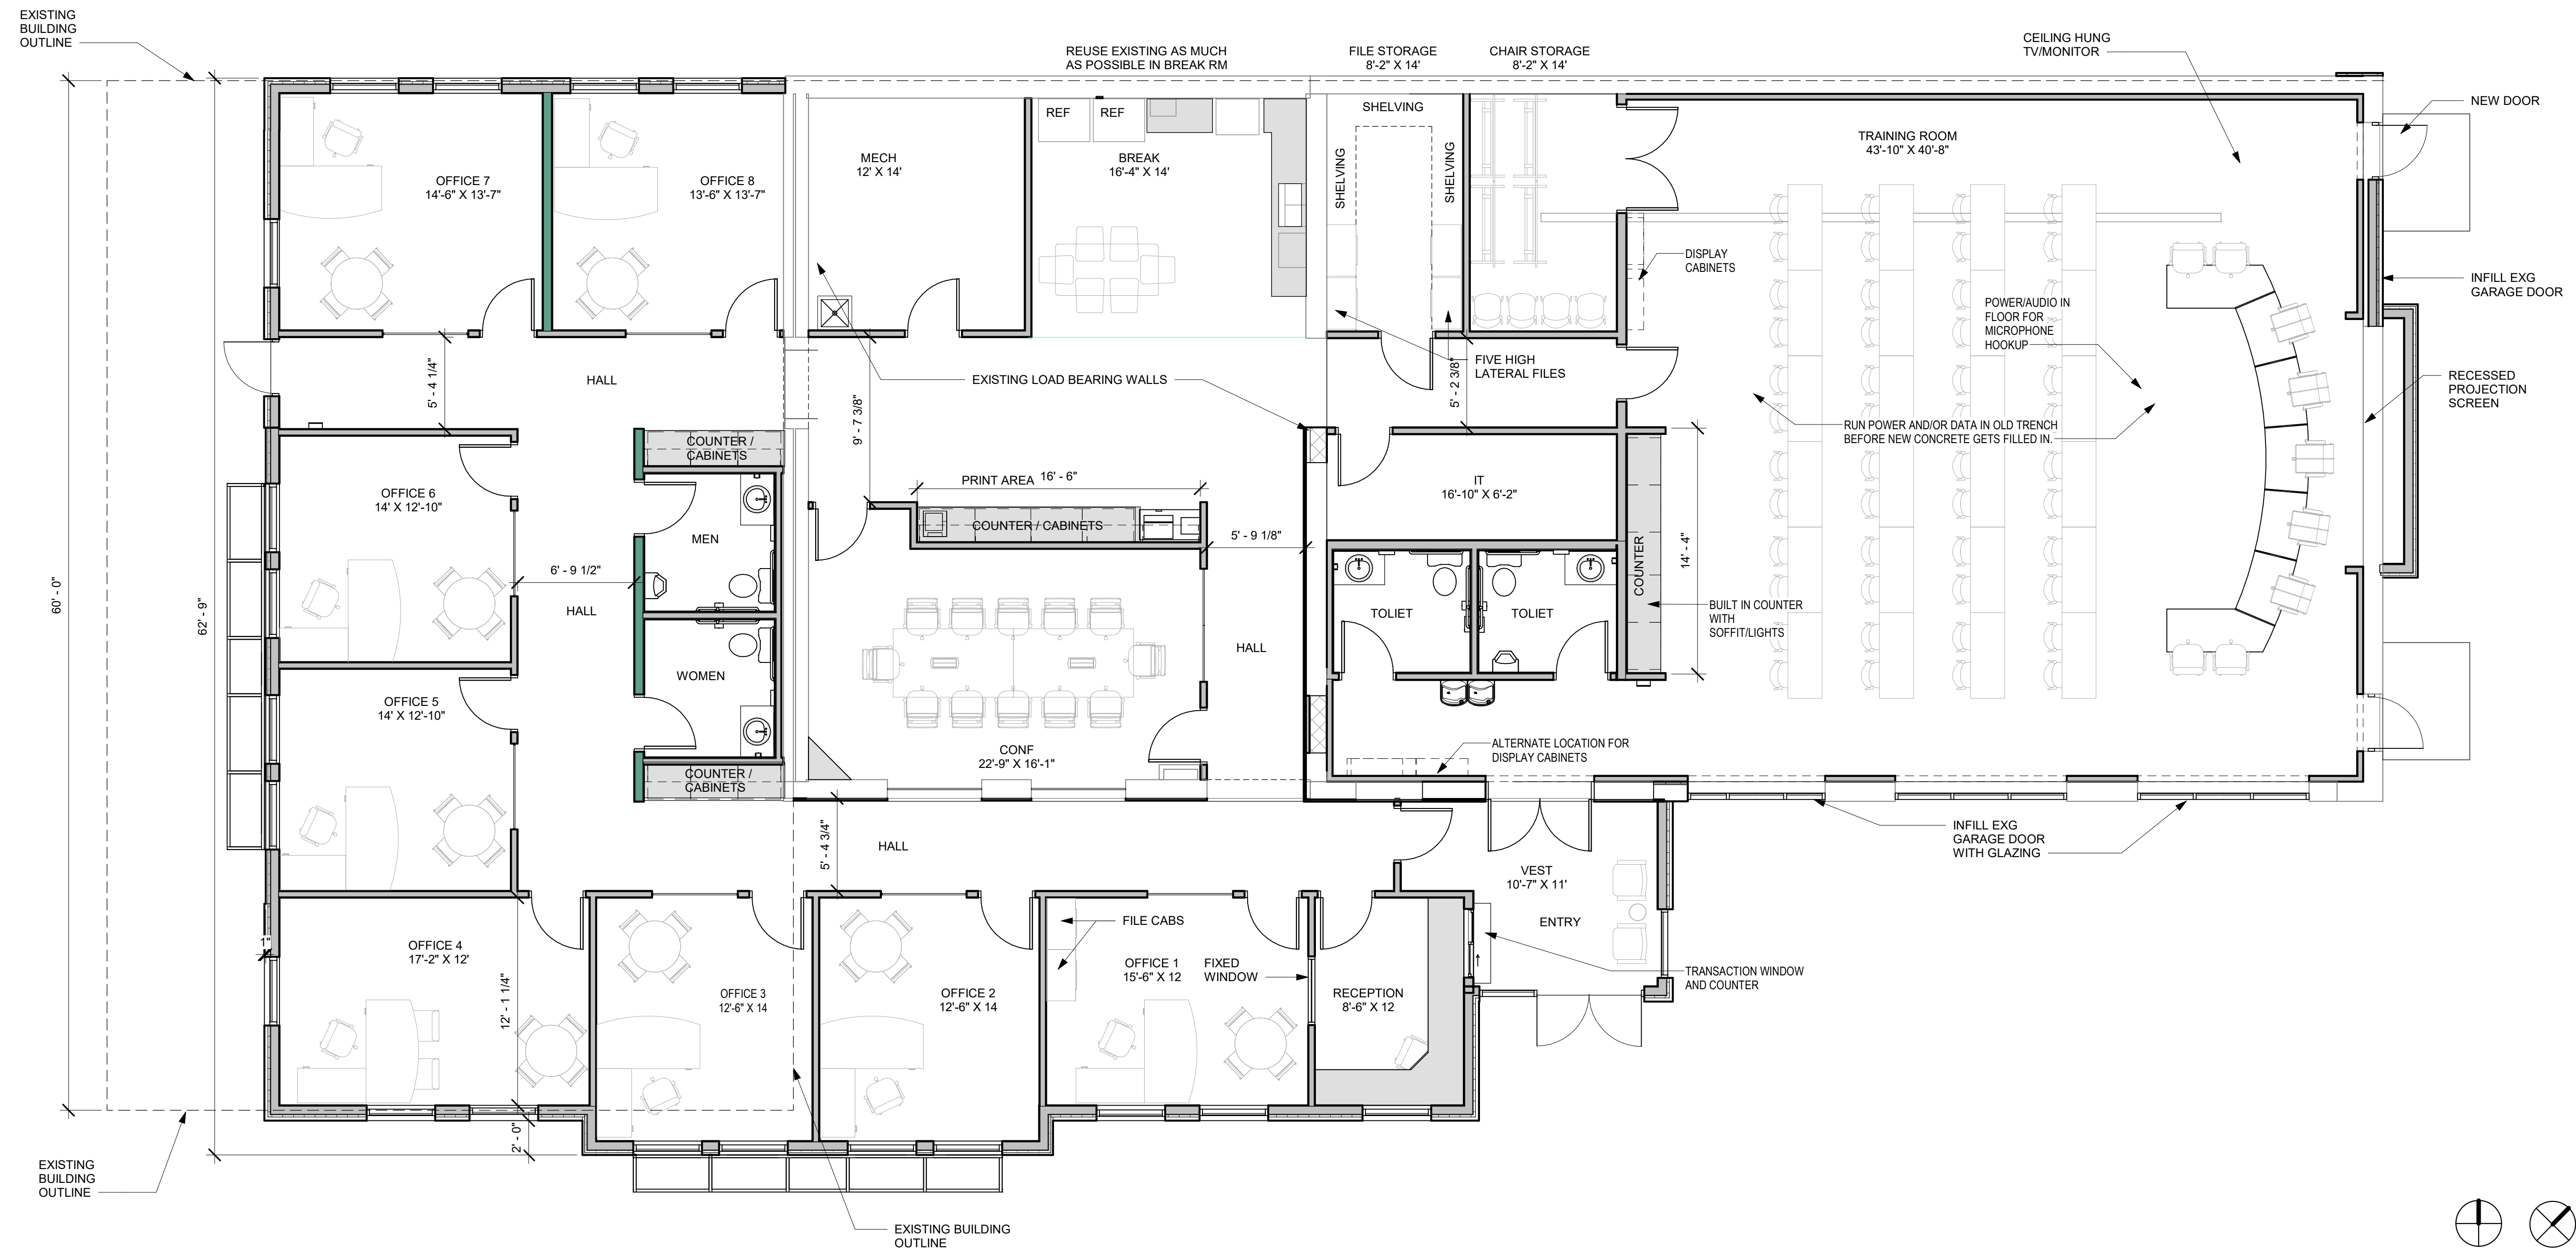 EXISTING
BUILDING
OUTLINE
REUSE EXISTING AS MUCH
AS POSSIBLE IN BREAK RM
FILE STORAGE
8'-2" X 14'
CHAIR STORAGE
8'-2" X 14'
CEILING HUNG
TV/MONITOR
NEW DOOR
SHELVING
REF
REF
TRAINING ROOM
43'-10" X 40'-8"
MECH
12' X 14'
BREAK
16'-4" X 14'
SHELVING
SHELVING
OFFICE 7
14'-6" X 13'-7"
OFFICE 8
13'-6" X 13'-7"
DISPLAY
CABINETS
INFILL EXG
GARAGE DOOR
POWER/AUDIO IN
FLOOR FOR
MICROPHONE
HOOKUP
FIVE HIGH
LATERAL FILES
HALL
5' - 4 1/4"
EXISTING LOAD BEARING WALLS
5' - 2 3/8"
RECESSED
PROJECTION
SCREEN
9' - 7 3/8"
RUN POWER AND/OR DATA IN OLD TRENCH
BEFORE NEW CONCRETE GETS FILLED IN.
COUNTER /
CABINETS
PRINT AREA
16' - 6"
IT
16'-10" X 6'-2"
OFFICE 6
14' X 12'-10"
COUNTER / CABINETS
MEN
5' - 9 1/8"
14' - 4"
COUNTER
6' - 9 1/2"
HALL
60' - 0"
62' - 9"
TOLIET
TOLIET
BUILT IN COUNTER
WITH
SOFFIT/LIGHTS
HALL
WOMEN
OFFICE 5
14' X 12'-10"
CONF
22'-9" X 16'-1"
ALTERNATE LOCATION FOR
DISPLAY CABINETS
COUNTER /
CABINETS
5' - 4 3/4"
HALL
INFILL EXG
GARAGE DOOR
WITH GLAZING
VEST
10'-7" X 11'
ENTRY
FILE CABS
1"
OFFICE 4
17'-2" X 12'
12' - 1 1/4"
OFFICE 3
12'-6" X 14
OFFICE 2
12'-6" X 14
OFFICE 1
15'-6" X 12
FIXED
WINDOW
RECEPTION
8'-6" X 12
TRANSACTION WINDOW
AND COUNTER
2' - 0"
EXISTING
BUILDING
OUTLINE
EXISTING BUILDING
OUTLINE